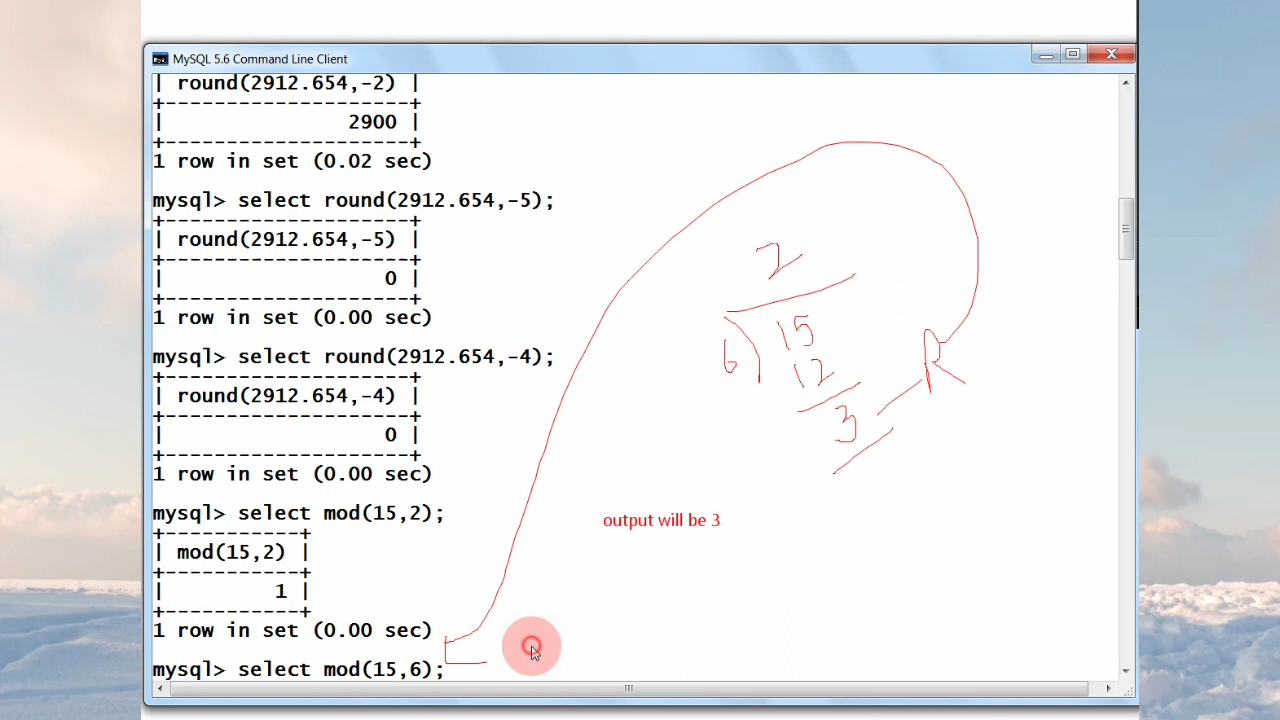 MySQL 5.6 Command Line Client
| round(2912.654,-2) |
+--------------------+
|               2900 |
+--------------------+
1 row in set (0.02 sec)
mysql> select round(2912.654,-5);
+--------------------+
| round(2912.654,-5) |
+--------------------+
|                  0 |
+--------------------+
1 row in set (0.00 sec)
mysql> select round(2912.654,-4);
+--------------------+
| round(2912.654,-4) |
+--------------------+
|                  0 |
+--------------------+
1 row in set (0.00 sec)
mysql> select mod(15,2);
+-----------+
| mod(15,2) |
+-----------+
|         1 |
+-----------+
1 row in set (0.00 sec)
mysql> select mod(15,6);
2
6) 15
12
3
R
output will be 3